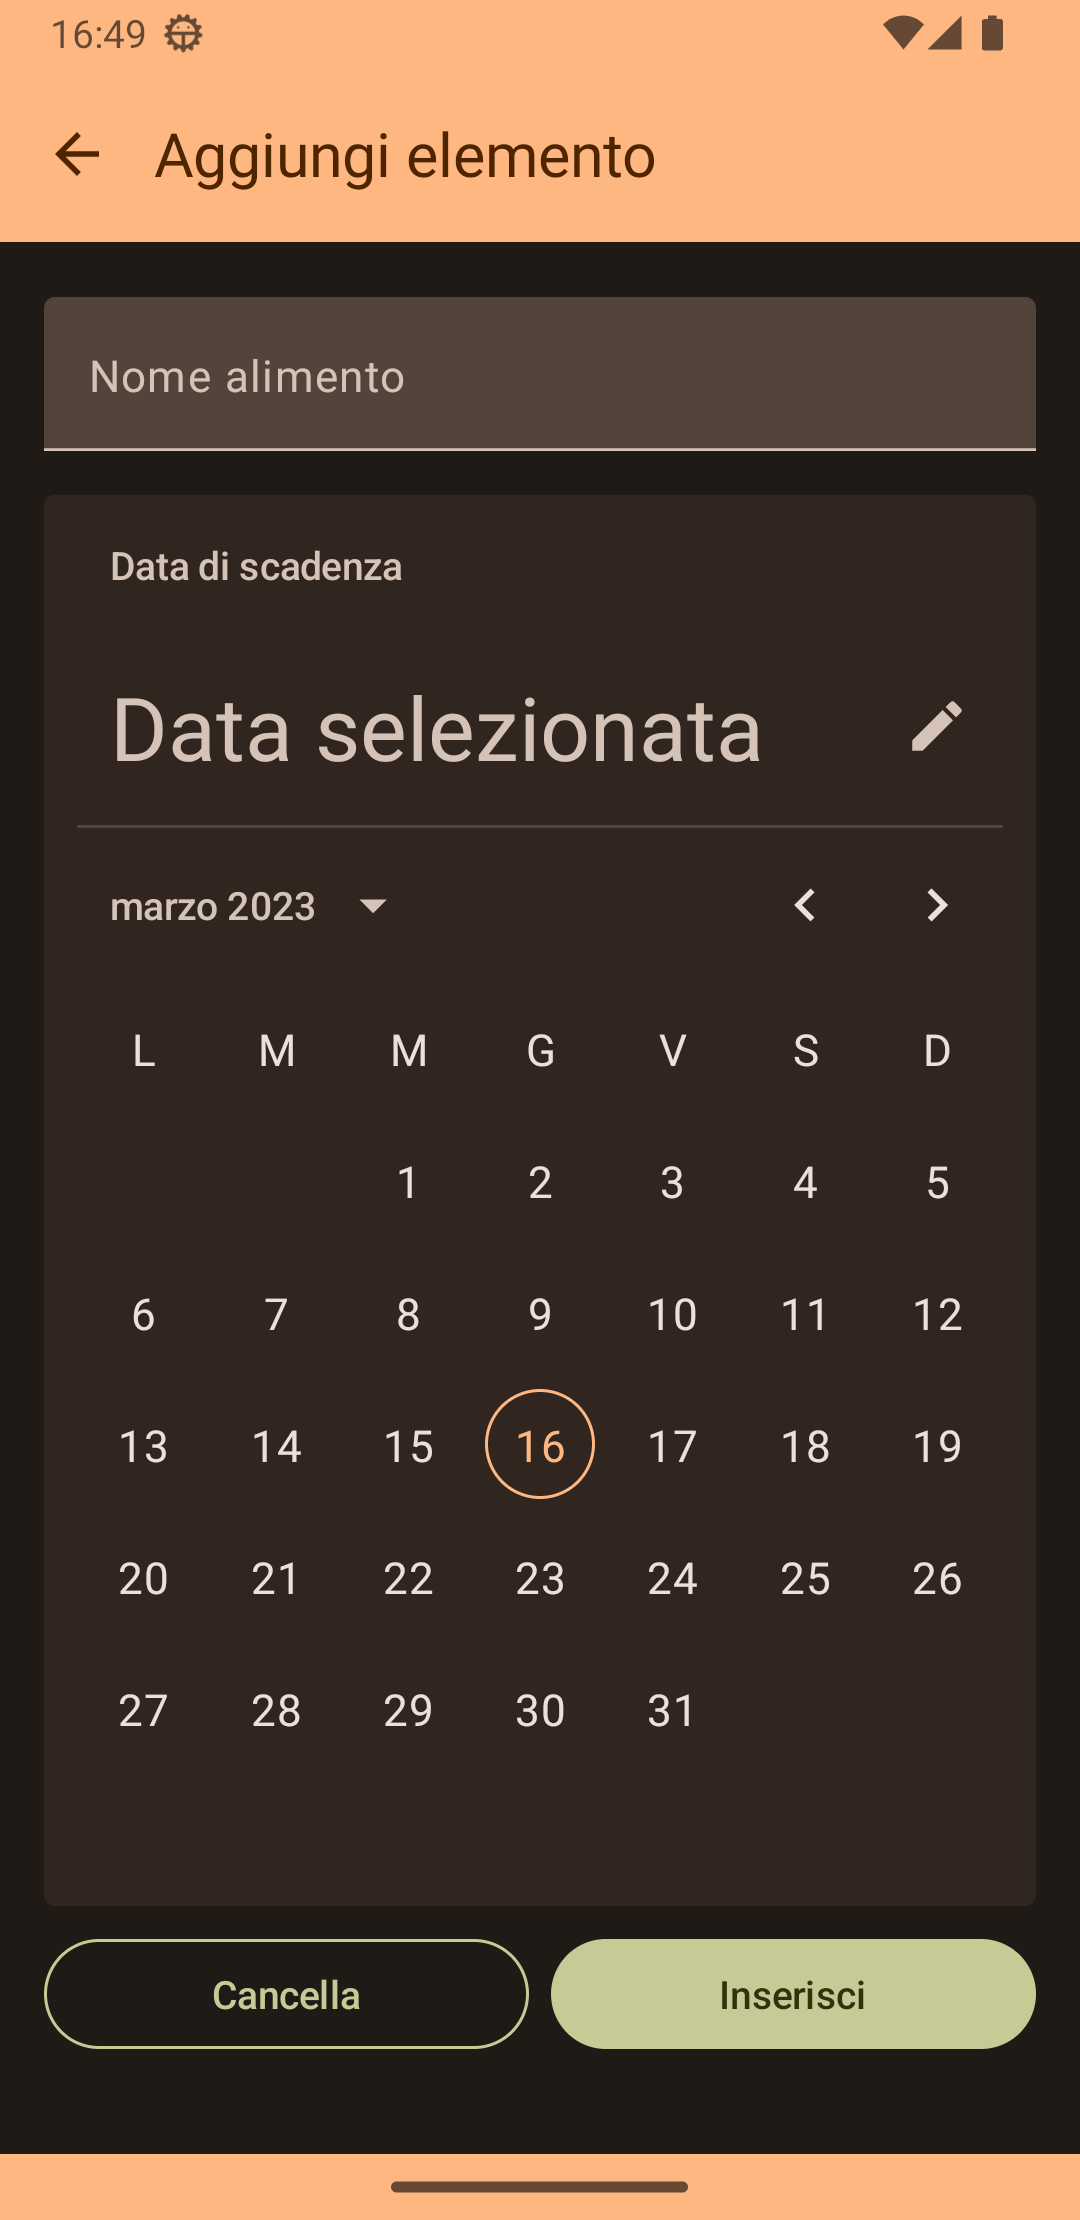 16:49
Aggiungi elemento
Nome alimento
Data di scadenza
Data selezionata
marzo 2023
L M M G V S D
1 2 3 4 5
6 7 8 9 10 11 12
13 14 15 16 17 18 19
20 21 22 23 24 25 26
27 28 29 30 31
Cancella Inserisci